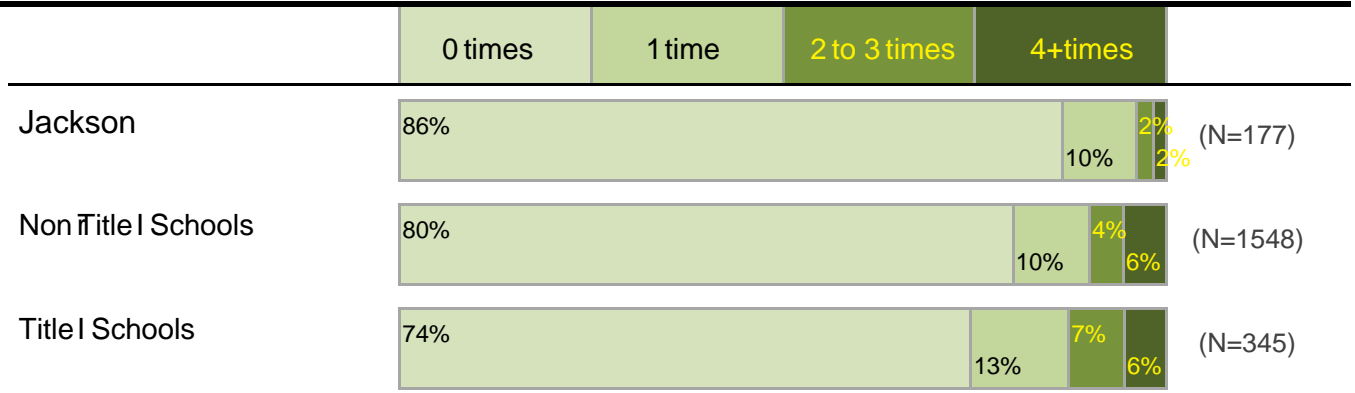 0 times 1 time 2 to 3 times 4+times
Jackson 86% 10% 2% 2% (N=177)
Non Title I Schools 80% 10% 4% 6% (N=1548)
Title I Schools 74% 13% 7% 6% (N=345)